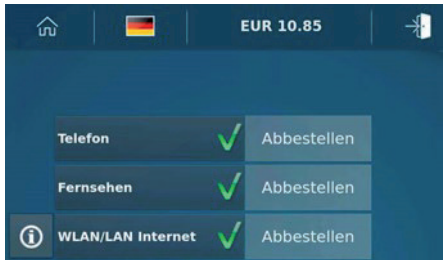 EUR 10.85
Telefon Abbestellen
Fernsehen Abbestellen
WLAN/LAN Internet Abbestellen